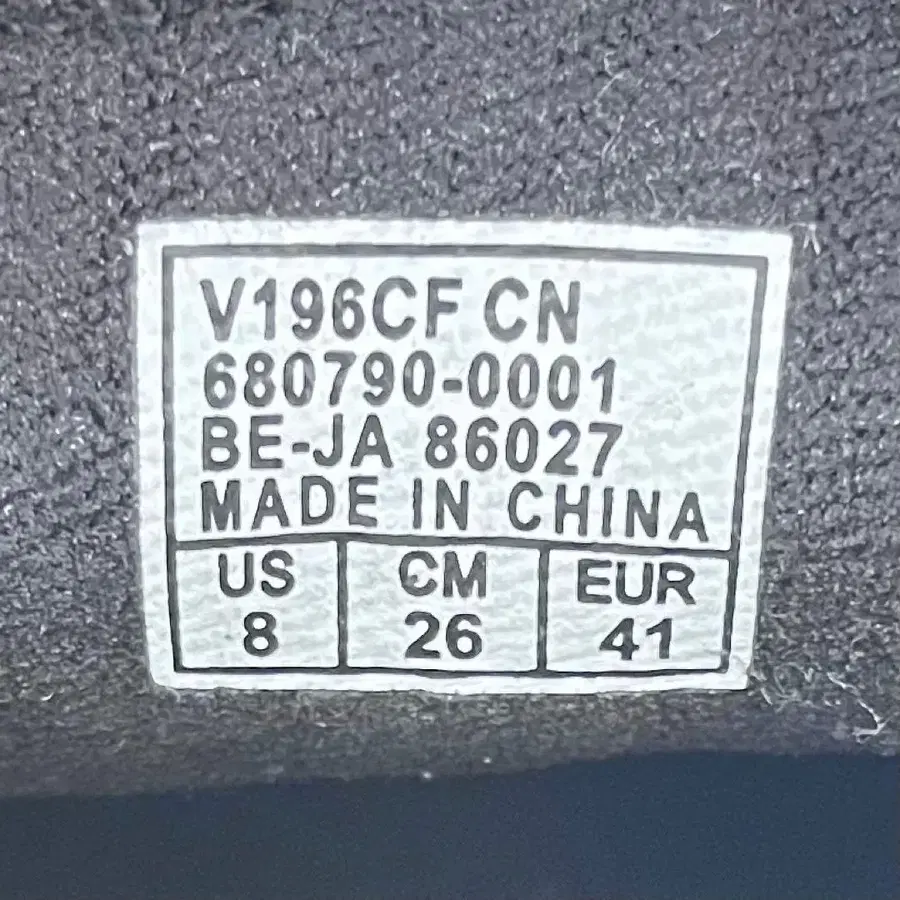 V196CF CN
680790-0001
BE-JA 86027
MADE IN CHINA
US CM EUR
8 26 41